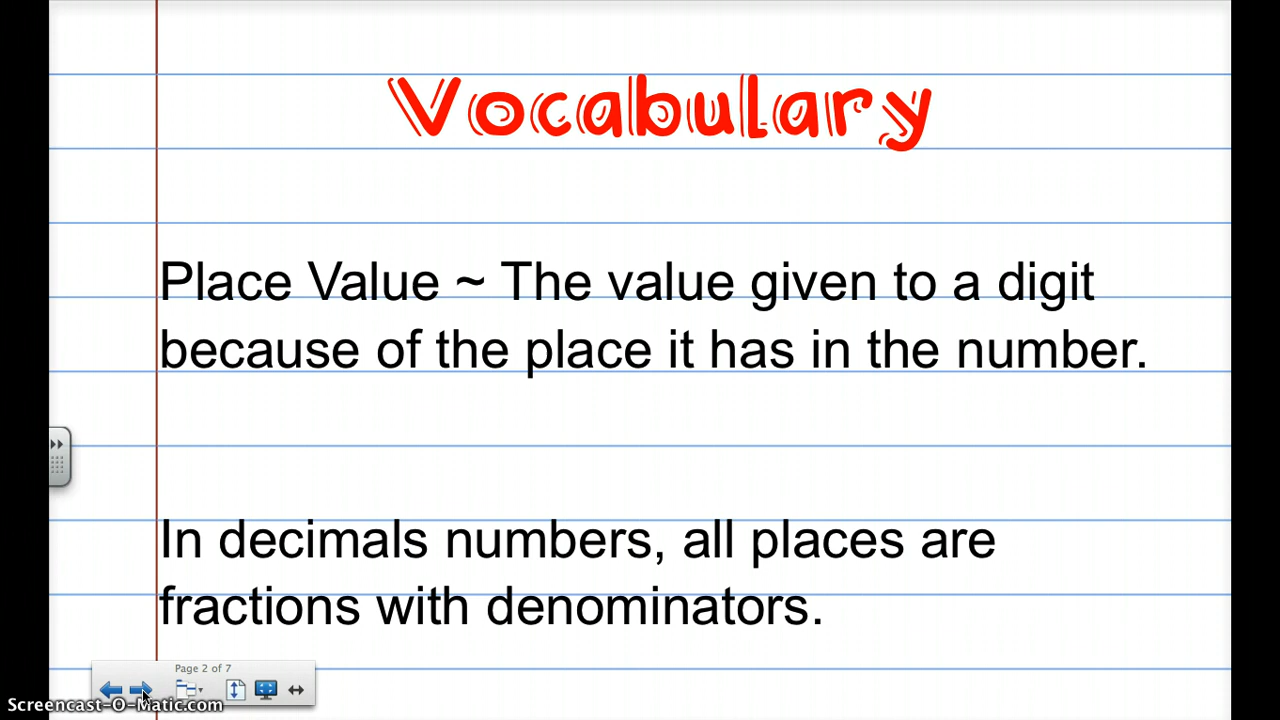 Vocabulary
Place Value ~ The value given to a digit
because of the place it has in the number.
In decimals numbers, all places are
fractions with denominators.
Page 2 of 7
Screencast-O-Matic.com